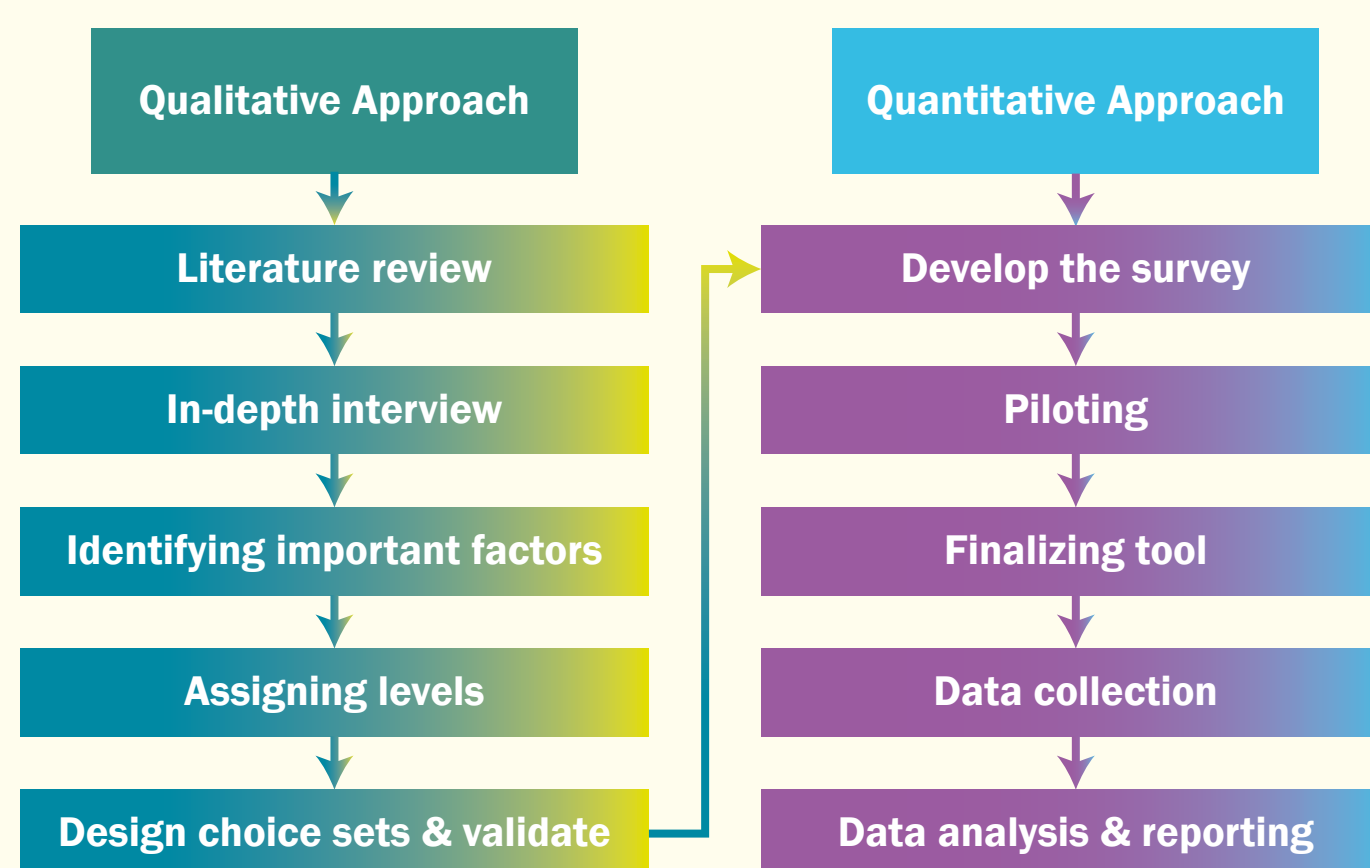 Qualitative Approach
Literature review
In-depth interview
Identifying important factors
Assigning levels
Design choice sets & validate
Quantitative Approach
Develop the survey
Piloting
Finalizing tool
Data collection
Data analysis & reporting